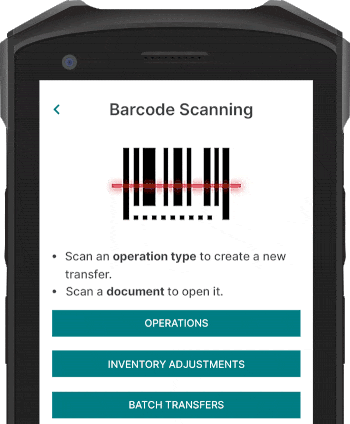 Barcode Scanning
• Scan an operation type to create a new
transfer.
• Scan a document to open it.
OPERATIONS
INVENTORY ADJUSTMENTS
BATCH TRANSFERS